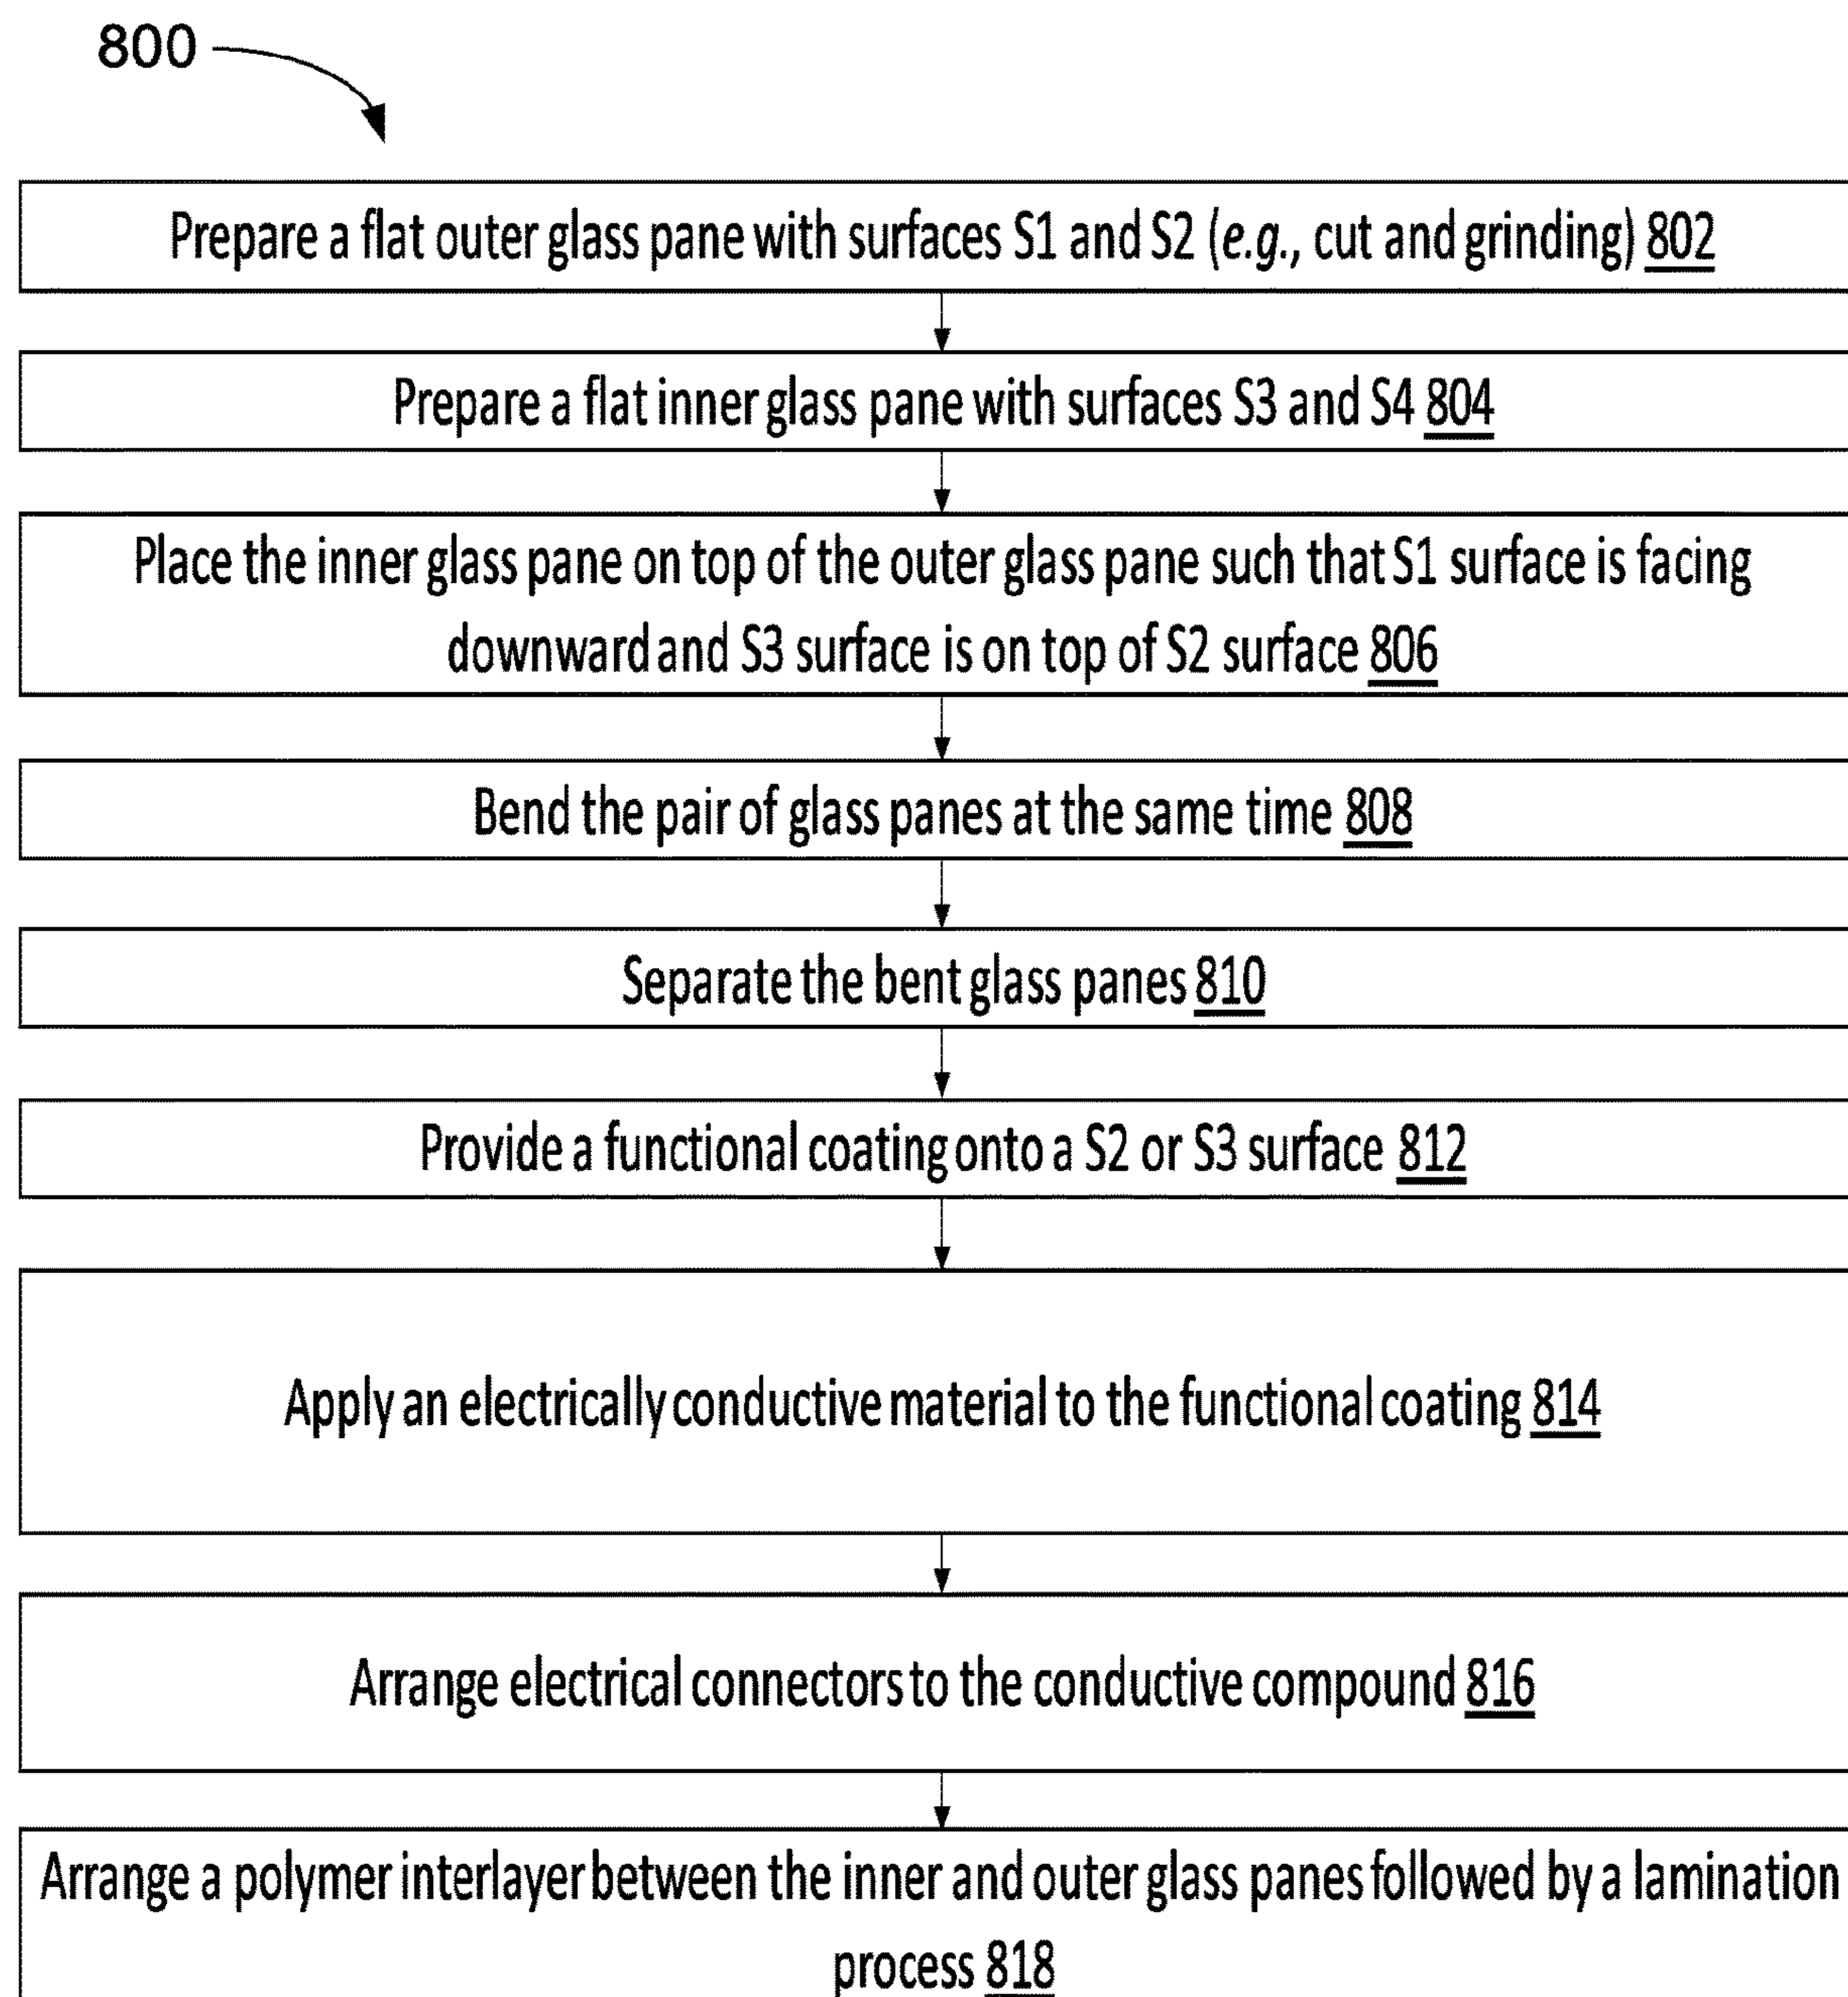 800
Prepare a flat outer glass pane with surfaces S1 and S2 (e.g., cut and grinding) 802
Prepare a flat inner glass pane with surfaces S3 and S4 804
Place the inner glass pane on top of the outer glass pane such that S1 surface is facing
downward and S3 surface is on top of S2 surface 806
Bend the pair of glass panes at the same time 808
Separate the bent glass panes 810
Provide a functional coating onto a S2 or S3 surface 812
Apply an electrically conductive material to the functional coating 814
Arrange electrical connectors to the conductive compound 816
Arrange a polymer interlayer between the inner and outer glass panes followed by a lamination
process 818